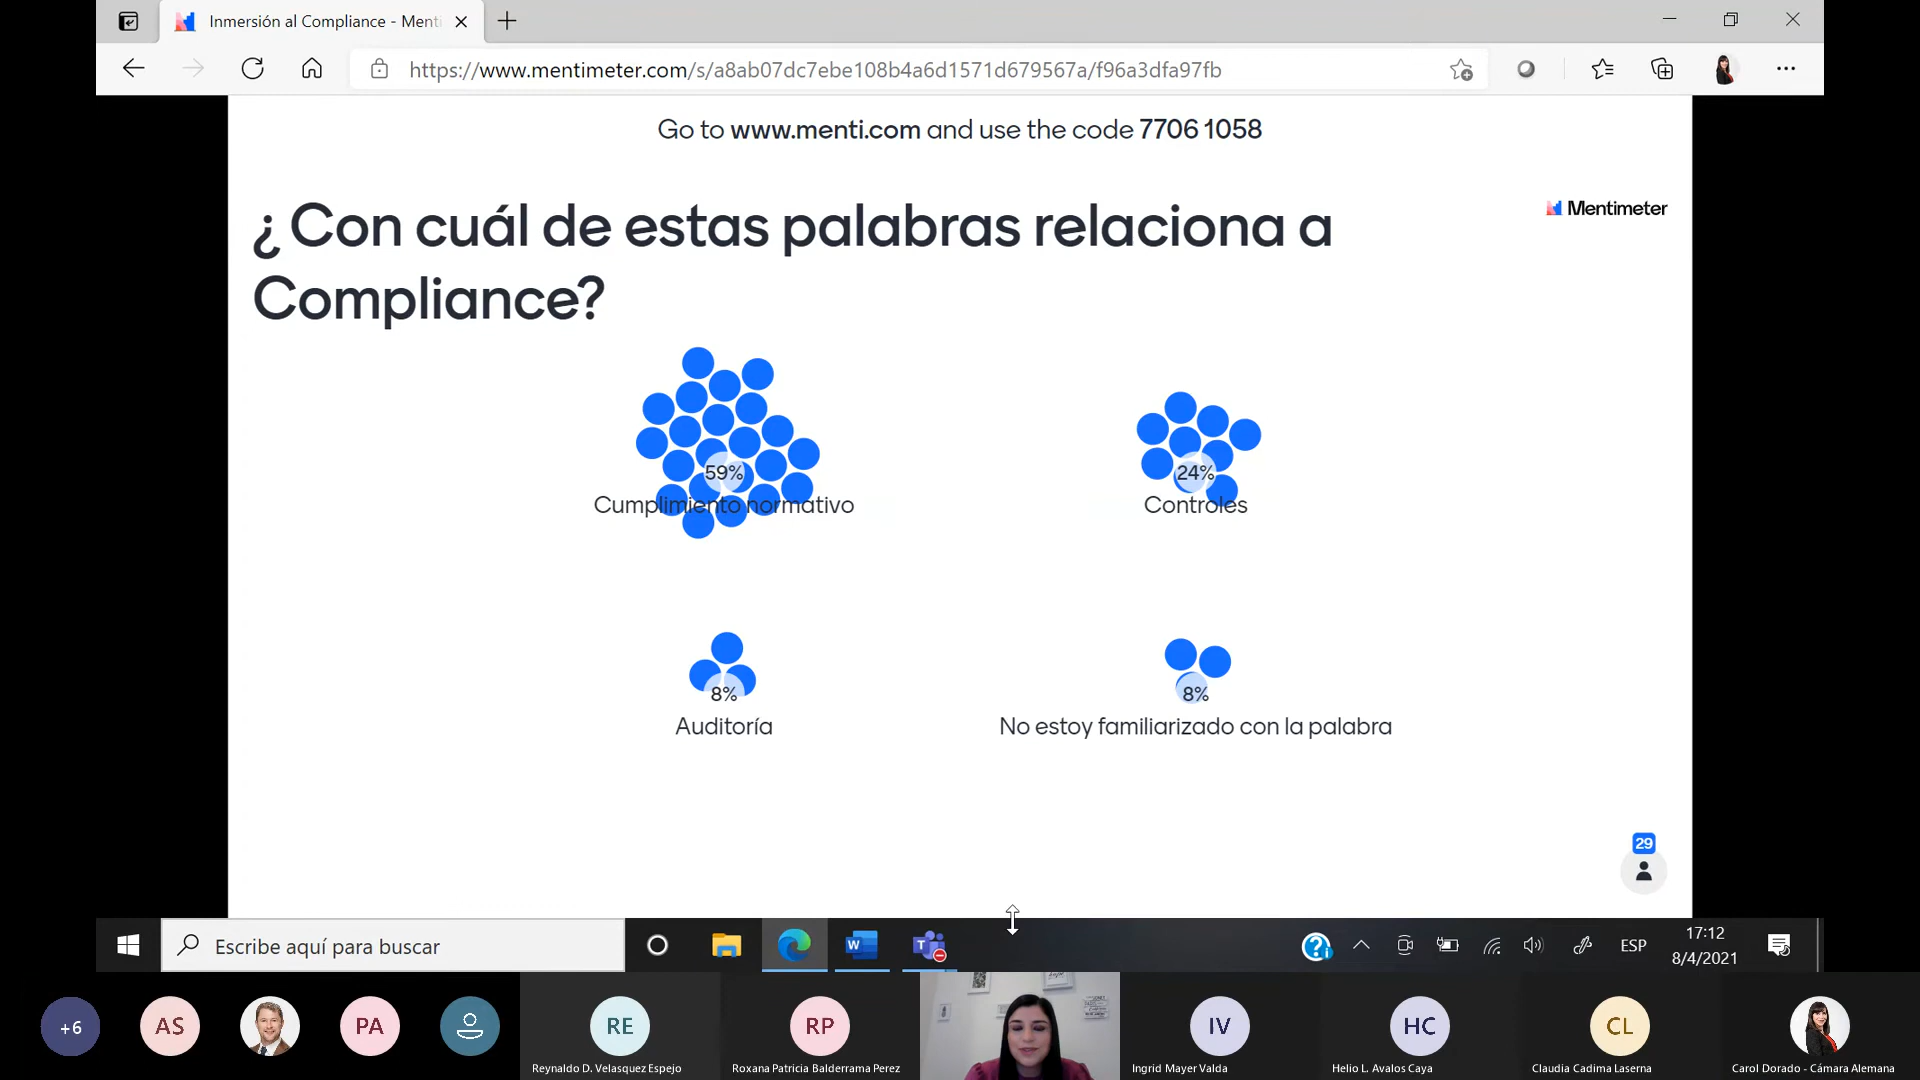 Inmersión al Compliance - Menti
https://www.mentimeter.com/s/a8ab07dc7ebe108b4a6d1571d679567a/f96a3dfa97fb
Go to www.menti.com and use the code 7706 1058
Mentimeter
¿ Con cuál de estas palabras relaciona a
Compliance?
59%
Cumplimiento normativo
24%
Controles
8%
Auditoría
8%
No estoy familiarizado con la palabra
29
Escribe aquí para buscar
ESP
17:12
8/4/2021
+6
AS
PA
RE
Reynaldo D. Velasquez Espejo
RP
Roxana Patricia Balderrama Perez
IV
Ingrid Mayer Valda
HC
Helio L. Avalos Caya
CL
Claudia Cadima Laserna
Carol Dorado - Cámara Alemana